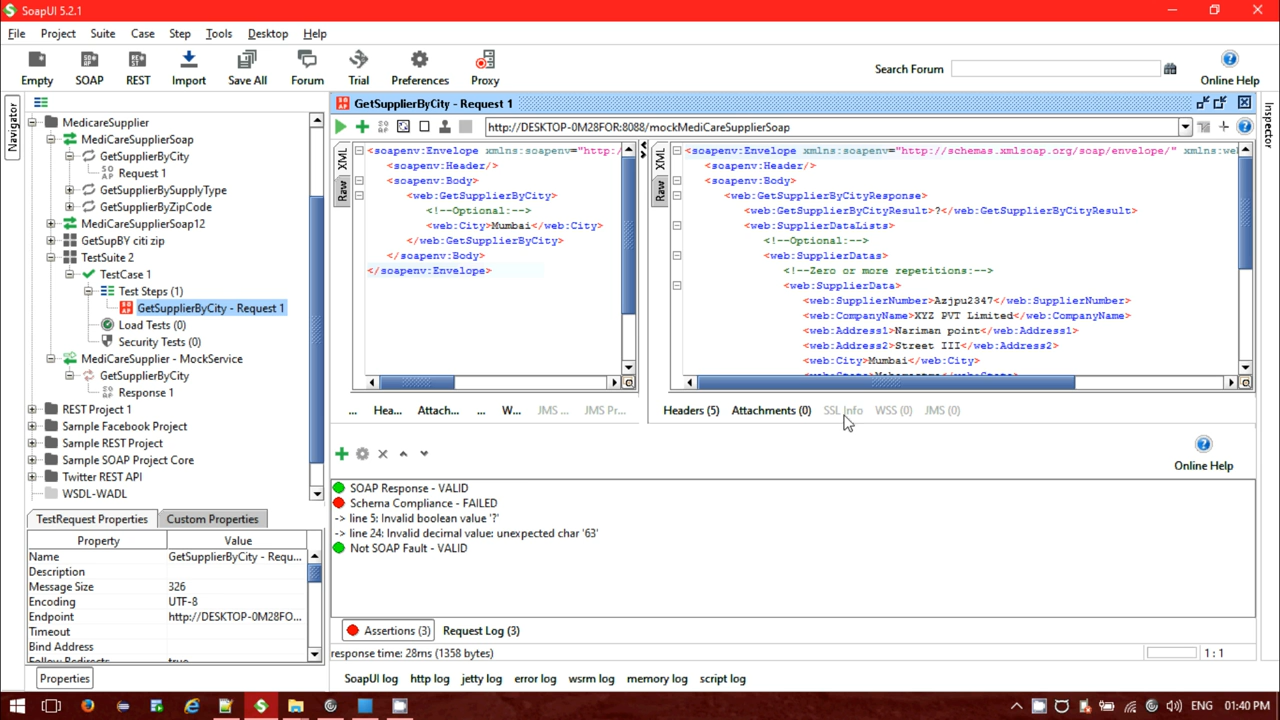 SoapUI 5.2.1
File Project Suite Case Step Tools Desktop Help
Empty SOAP REST Import Save All Forum Trial Preferences Proxy
Search Forum
Online Help
Navigator
MedicareSupplier
MediCareSupplierSoap
GetSupplierByCity
Request 1
GetSupplierBySupplyType
GetSupplierByZipCode
MediCareSupplierSoap12
GetSupBY citi zip
TestSuite 2
TestCase 1
Test Steps (1)
GetSupplierByCity - Request 1
Load Tests (0)
Security Tests (0)
MediCareSupplier - MockService
GetSupplierByCity
Response 1
REST Project 1
Sample Facebook Project
Sample REST Project
Sample SOAP Project Core
Twitter REST API
WSDL-WADL
TestRequest Properties Custom Properties
Property Value
Name GetSupplierByCity - Requ...
Description
Message Size 326
Encoding UTF-8
Endpoint http://DESKTOP-0M28FO...
Timeout
Bind Address
Follow Redirects true
Properties
GetSupplierByCity - Request 1
http://DESKTOP-0M28FOR:8088/mockMediCareSupplierSoap
XML
Raw
<soapenv:Envelope xmlns:soapenv="http:/
<soapenv:Header/>
<soapenv:Body>
<web:GetSupplierByCity>
<!--Optional:-->
<web:City>Mumbai</web:City>
</web:GetSupplierByCity>
</soapenv:Body>
</soapenv:Envelope>
... Hea... Attach... ... W... JMS ... JMS Pr...
XML
Raw
<soapenv:Envelope xmlns:soapenv="http://schemas.xmlsoap.org/soap/envelope/" xmlns:we
<soapenv:Header/>
<soapenv:Body>
<web:GetSupplierByCityResponse>
<web:GetSupplierByCityResult>?</web:GetSupplierByCityResult>
<web:SupplierDataLists>
<!--Optional:-->
<web:SupplierDatas>
<!--Zero or more repetitions:-->
<web:SupplierData>
<web:SupplierNumber>Azjpu2347</web:SupplierNumber>
<web:CompanyName>XYZ PVT Limited</web:CompanyName>
<web:Address1>Nariman point</web:Address1>
<web:Address2>Street III</web:Address2>
<web:City>Mumbai</web:City>
Headers (5) Attachments (0) SSL Info WSS (0) JMS (0)
Online Help
SOAP Response - VALID
Schema Compliance - FAILED
-> line 5: Invalid boolean value '?'
-> line 24: Invalid decimal value: unexpected char '63'
Not SOAP Fault - VALID
Assertions (3) Request Log (3)
response time: 28ms (1358 bytes) 1 : 1
SoapUI log http log jetty log error log wsrm log memory log script log
Inspector
ENG 01:40 PM